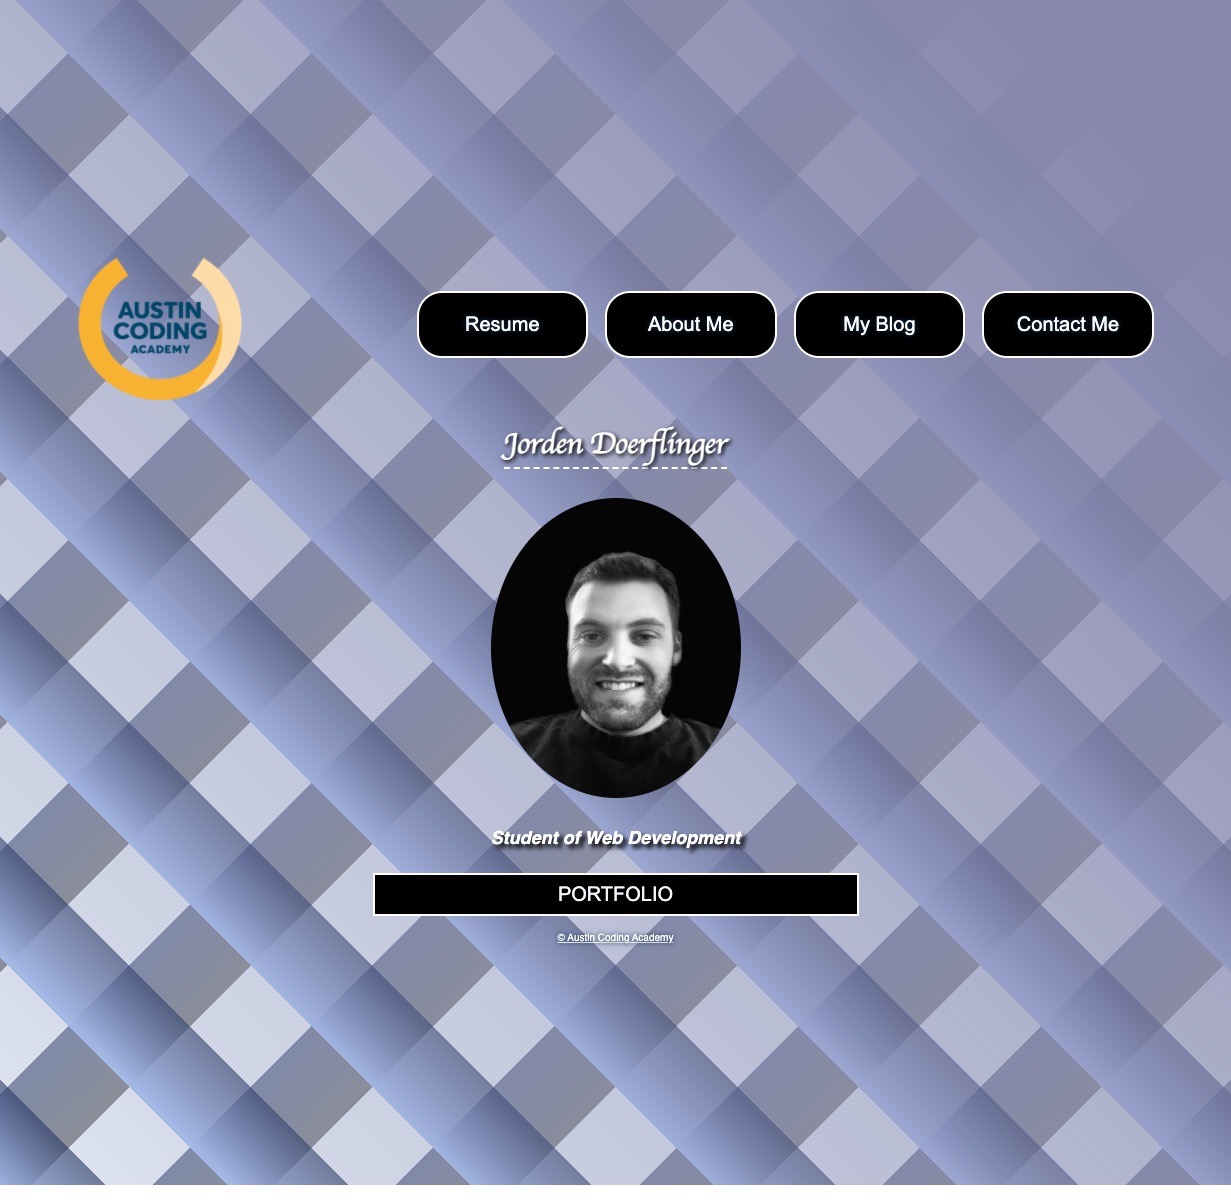 AUSTIN
CODING
ACADEMY
Resume
About Me
My Blog
Contact Me
Jorden Doerflinger
Student of Web Development
PORTFOLIO
© Austin Coding Academy